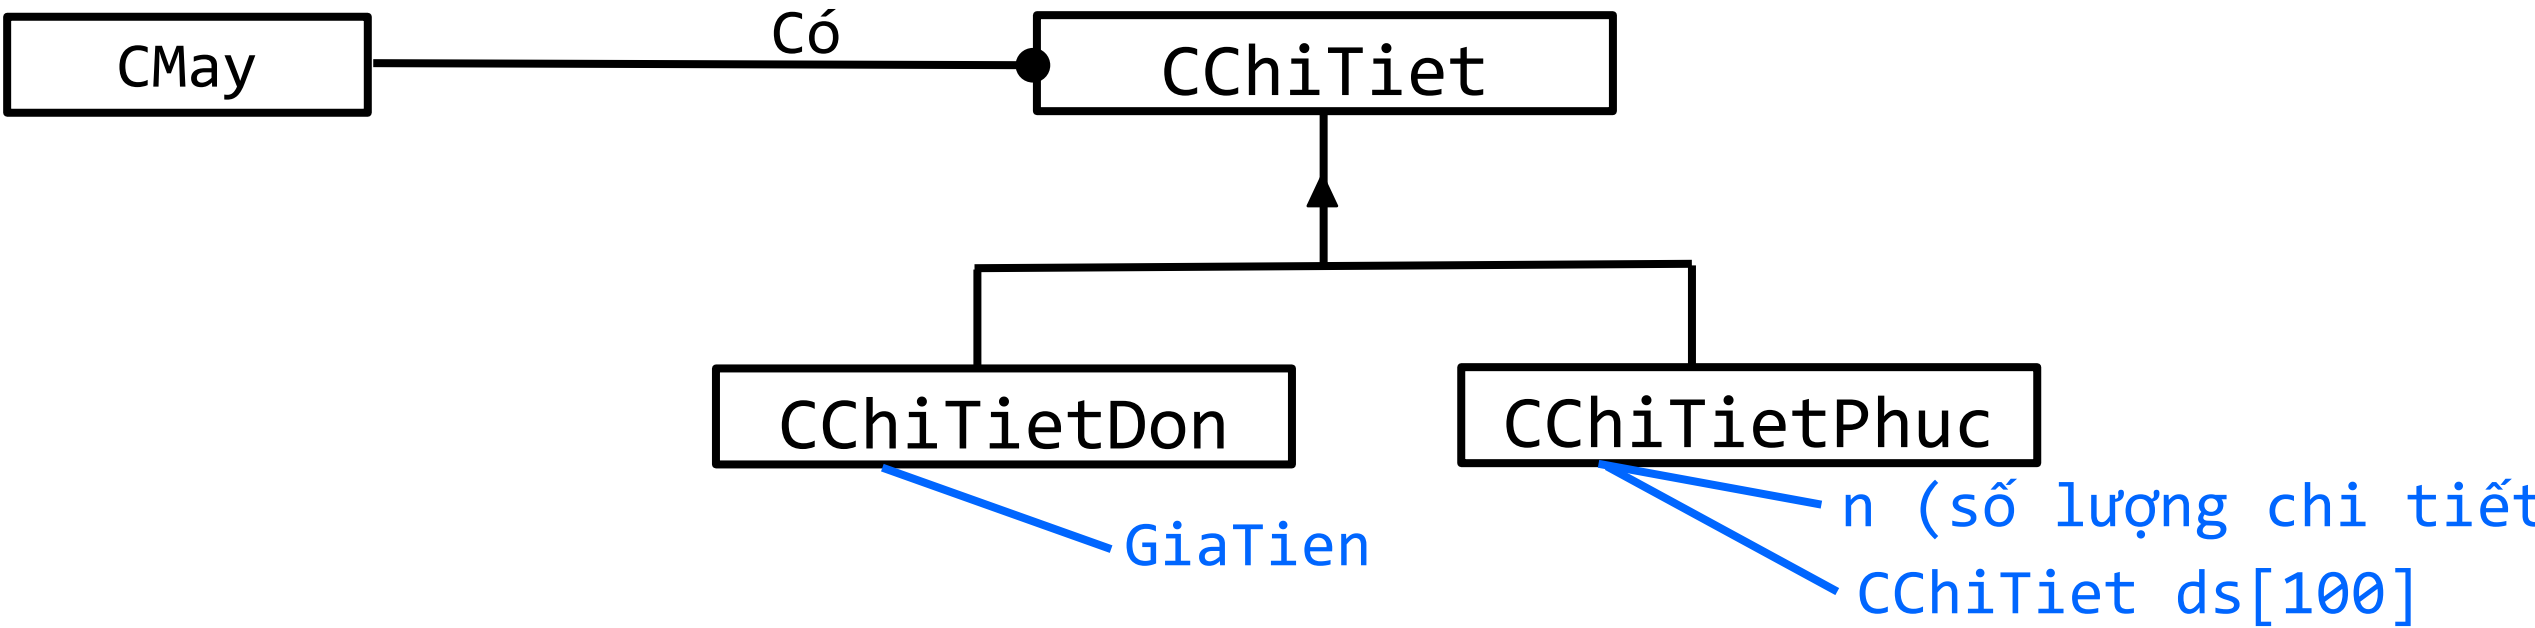 CMay
Có
CChiTiet
CChiTietDon
CChiTietPhuc
GiaTien
n (số lượng chi tiết
CChiTiet ds[100]